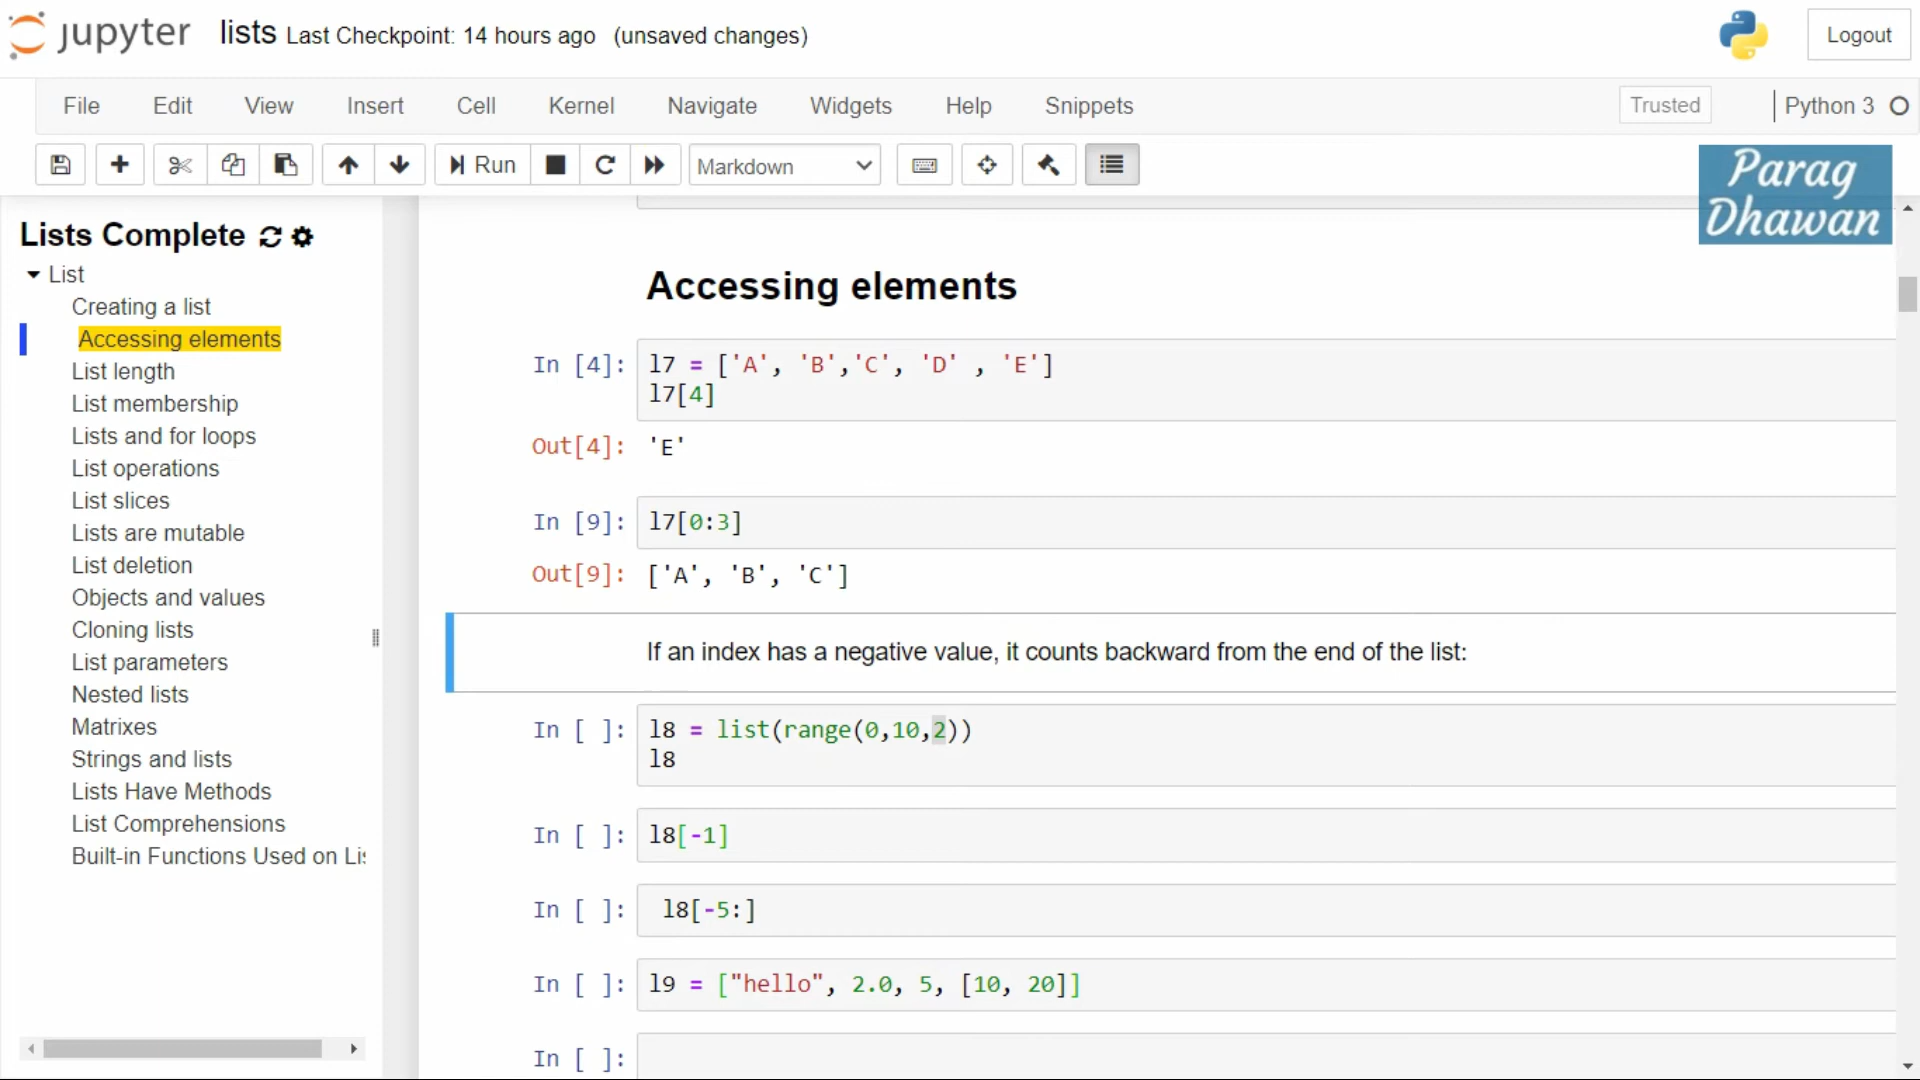 jupyter lists Last Checkpoint: 14 hours ago (unsaved changes) Logout
File Edit View Insert Cell Kernel Navigate Widgets Help Snippets Trusted Python 3
Run Markdown
Parag
Dhawan
Lists Complete
List
Creating a list
Accessing elements
List length
List membership
Lists and for loops
List operations
List slices
Lists are mutable
List deletion
Objects and values
Cloning lists
List parameters
Nested lists
Matrixes
Strings and lists
Lists Have Methods
List Comprehensions
Built-in Functions Used on Lis
Accessing elements
In [4]: l7 = ['A', 'B','C', 'D' , 'E']
l7[4]
Out[4]: 'E'
In [9]: l7[0:3]
Out[9]: ['A', 'B', 'C']
If an index has a negative value, it counts backward from the end of the list:
In [ ]: l8 = list(range(0,10,2))
l8
In [ ]: l8[-1]
In [ ]: l8[-5:]
In [ ]: l9 = ["hello", 2.0, 5, [10, 20]]
In [ ]: